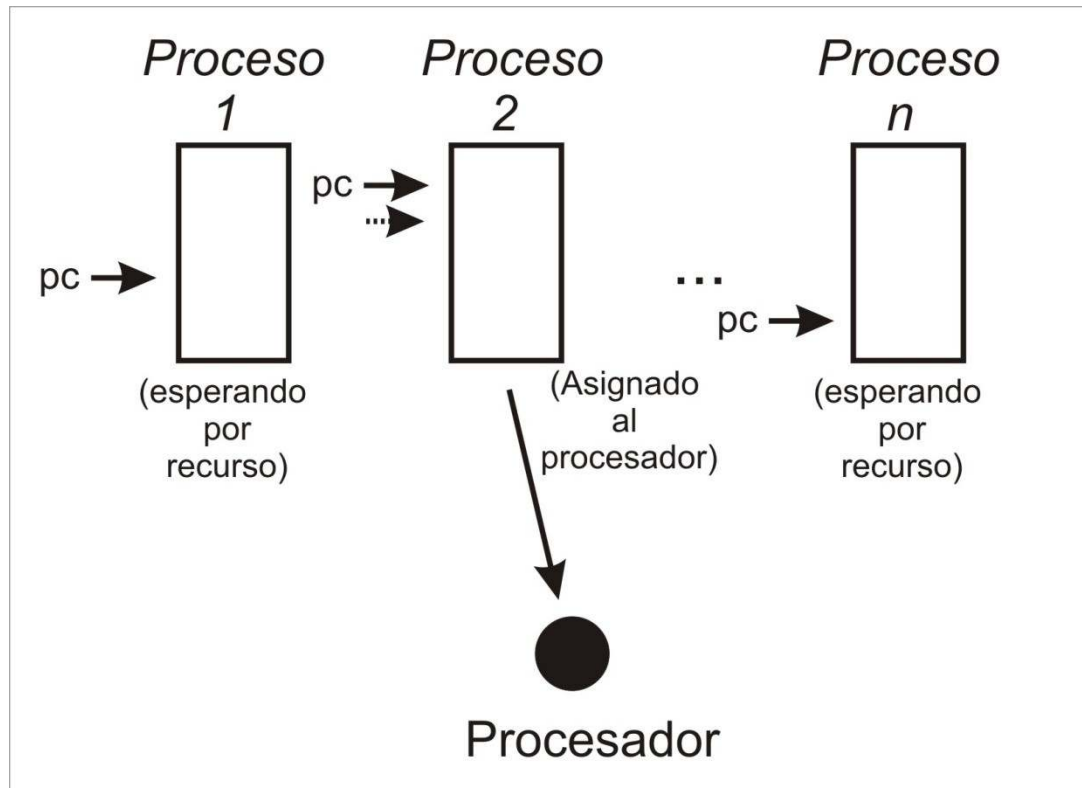 Proceso
1
Proceso
2
Proceso
n
pc
pc
...
pc
(esperando
por
recurso)
(Asignado
al
procesador)
(esperando
por
recurso)
Procesador